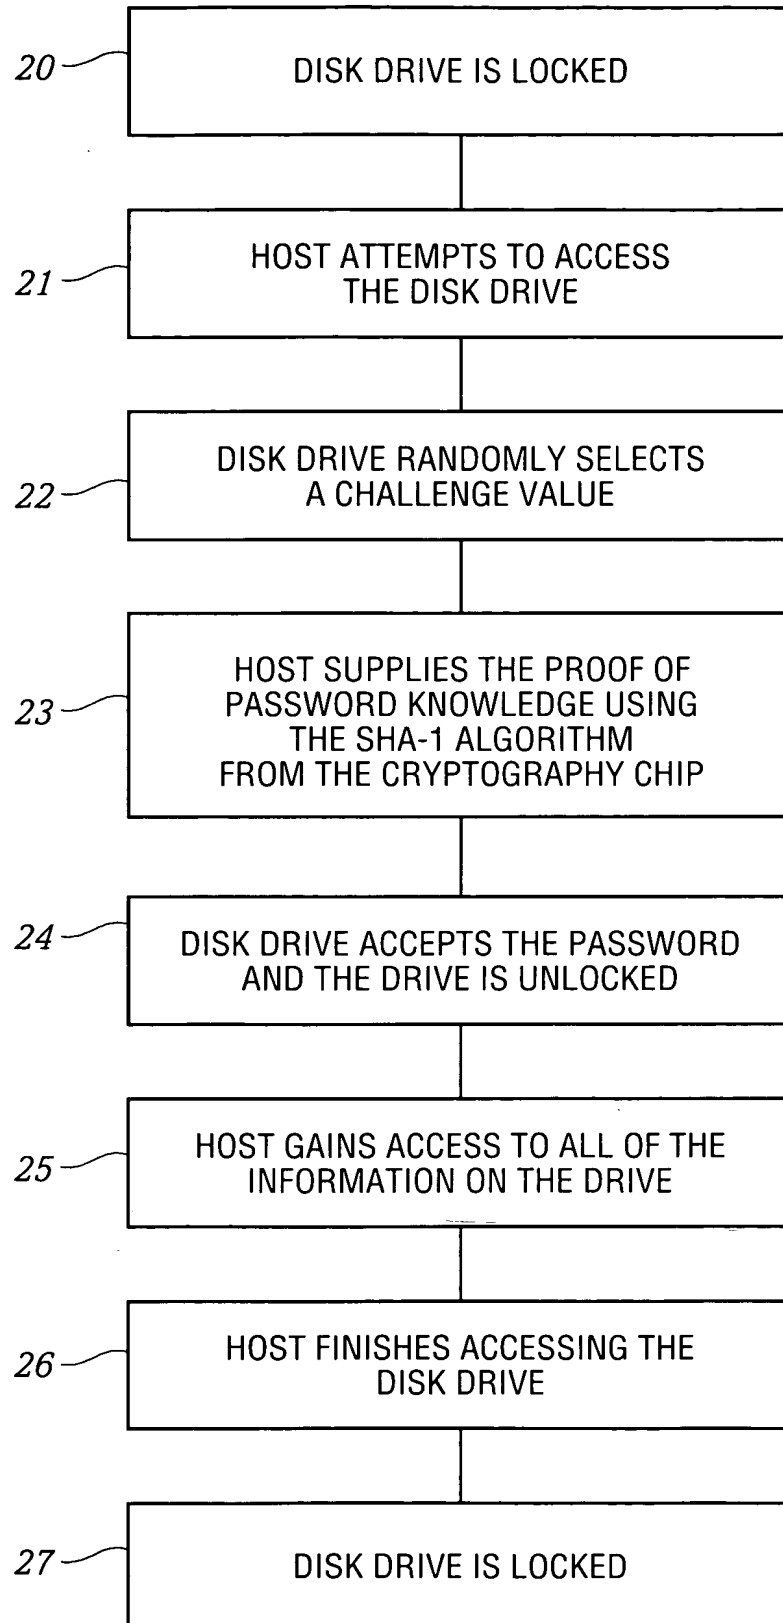 20
DISK DRIVE IS LOCKED
21
HOST ATTEMPTS TO ACCESS
THE DISK DRIVE
22
DISK DRIVE RANDOMLY SELECTS
A CHALLENGE VALUE
23
HOST SUPPLIES THE PROOF OF
PASSWORD KNOWLEDGE USING
THE SHA-1 ALGORITHM
FROM THE CRYPTOGRAPHY CHIP
24
DISK DRIVE ACCEPTS THE PASSWORD
AND THE DRIVE IS UNLOCKED
25
HOST GAINS ACCESS TO ALL OF THE
INFORMATION ON THE DRIVE
26
HOST FINISHES ACCESSING THE
DISK DRIVE
27
DISK DRIVE IS LOCKED